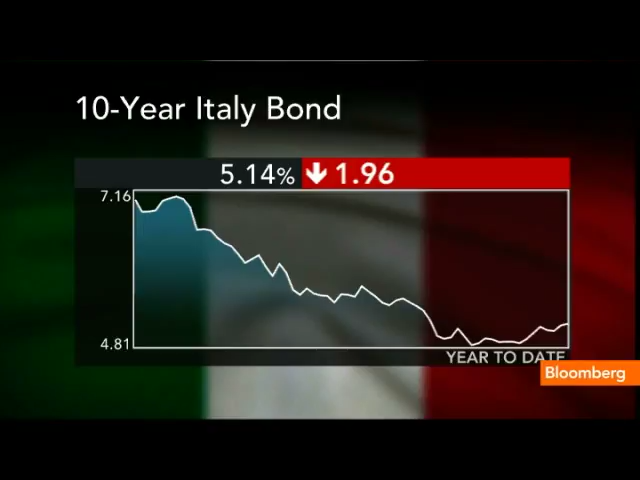 10-Year Italy Bond
5.14% 1.96
7.16
4.81
YEAR TO DATE
Bloomberg